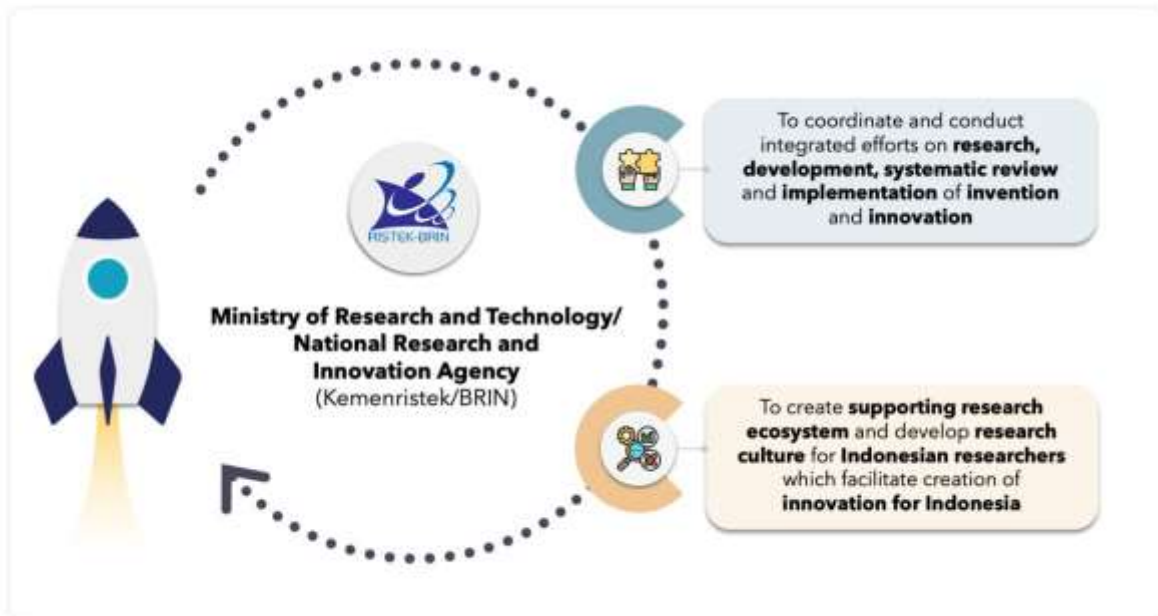 RISTEK-BRIN
Ministry of Research and Technology/
National Research and
Innovation Agency
(Kemenristek/BRIN)
To coordinate and conduct
integrated efforts on research,
development, systematic review
and implementation of invention
and innovation
To create supporting research
ecosystem and develop research
culture for Indonesian researchers
which facilitate creation of
innovation for Indonesia